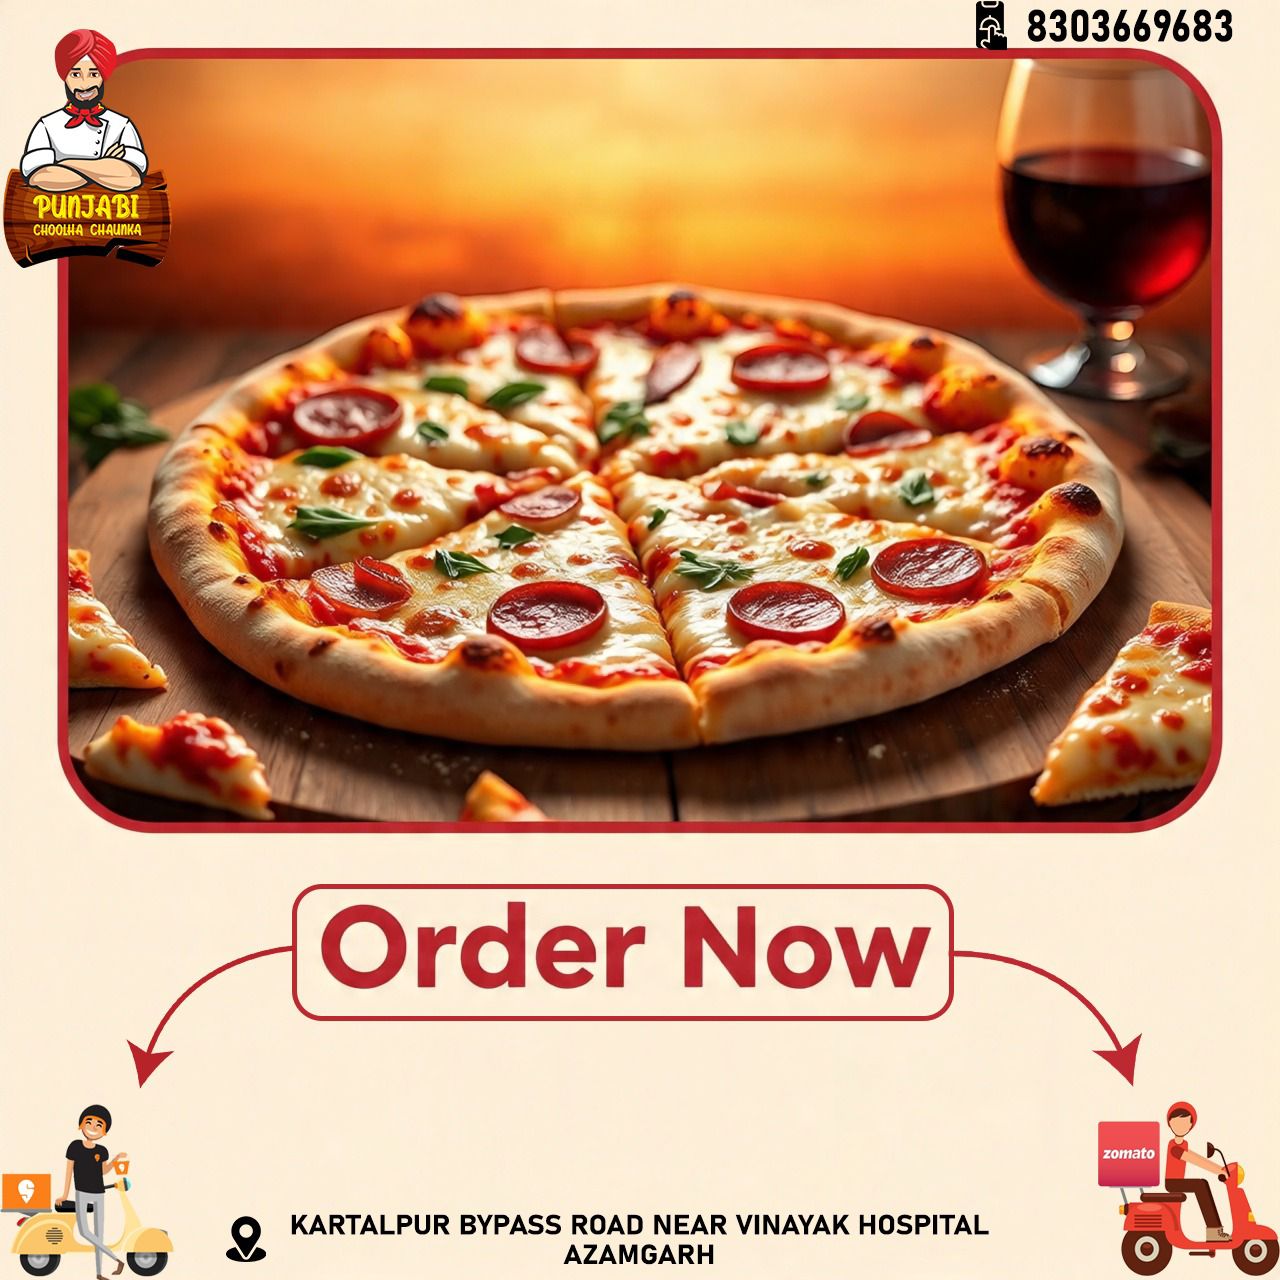 8303669683
PUNJABI
CHOOLHA CHAUNKA
Order Now
zomato
KARTALPUR BYPASS ROAD NEAR VINAYAK HOSPITAL
AZAMGARH